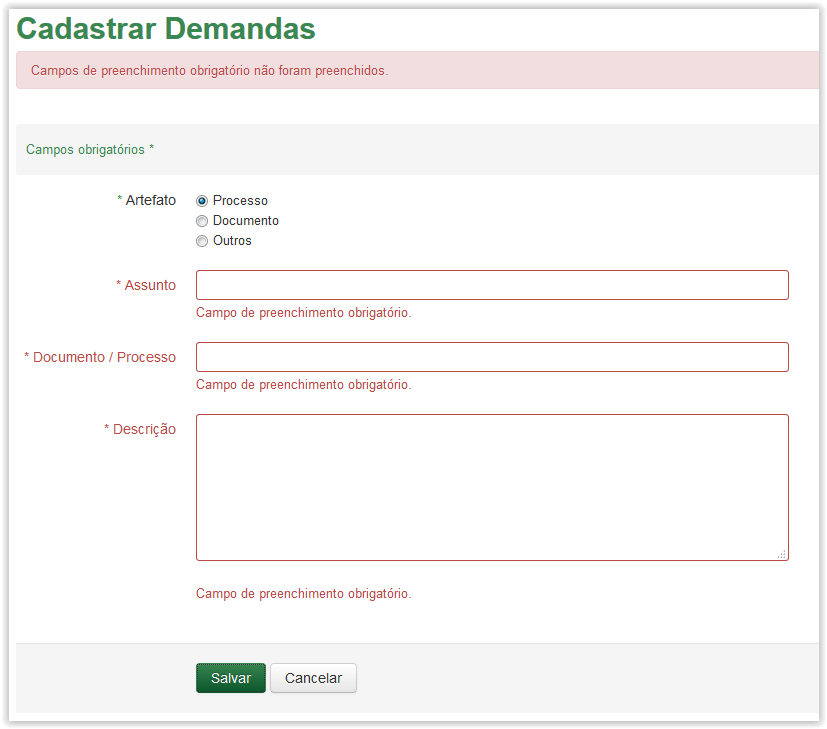 Cadastrar Demandas
Campos de preenchimento obrigatório não foram preenchidos.
Campos obrigatórios *
* Artefato
Processo
Documento
Outros
* Assunto
Campo de preenchimento obrigatório.
* Documento / Processo
Campo de preenchimento obrigatório.
* Descrição
Campo de preenchimento obrigatório.
Salvar Cancelar